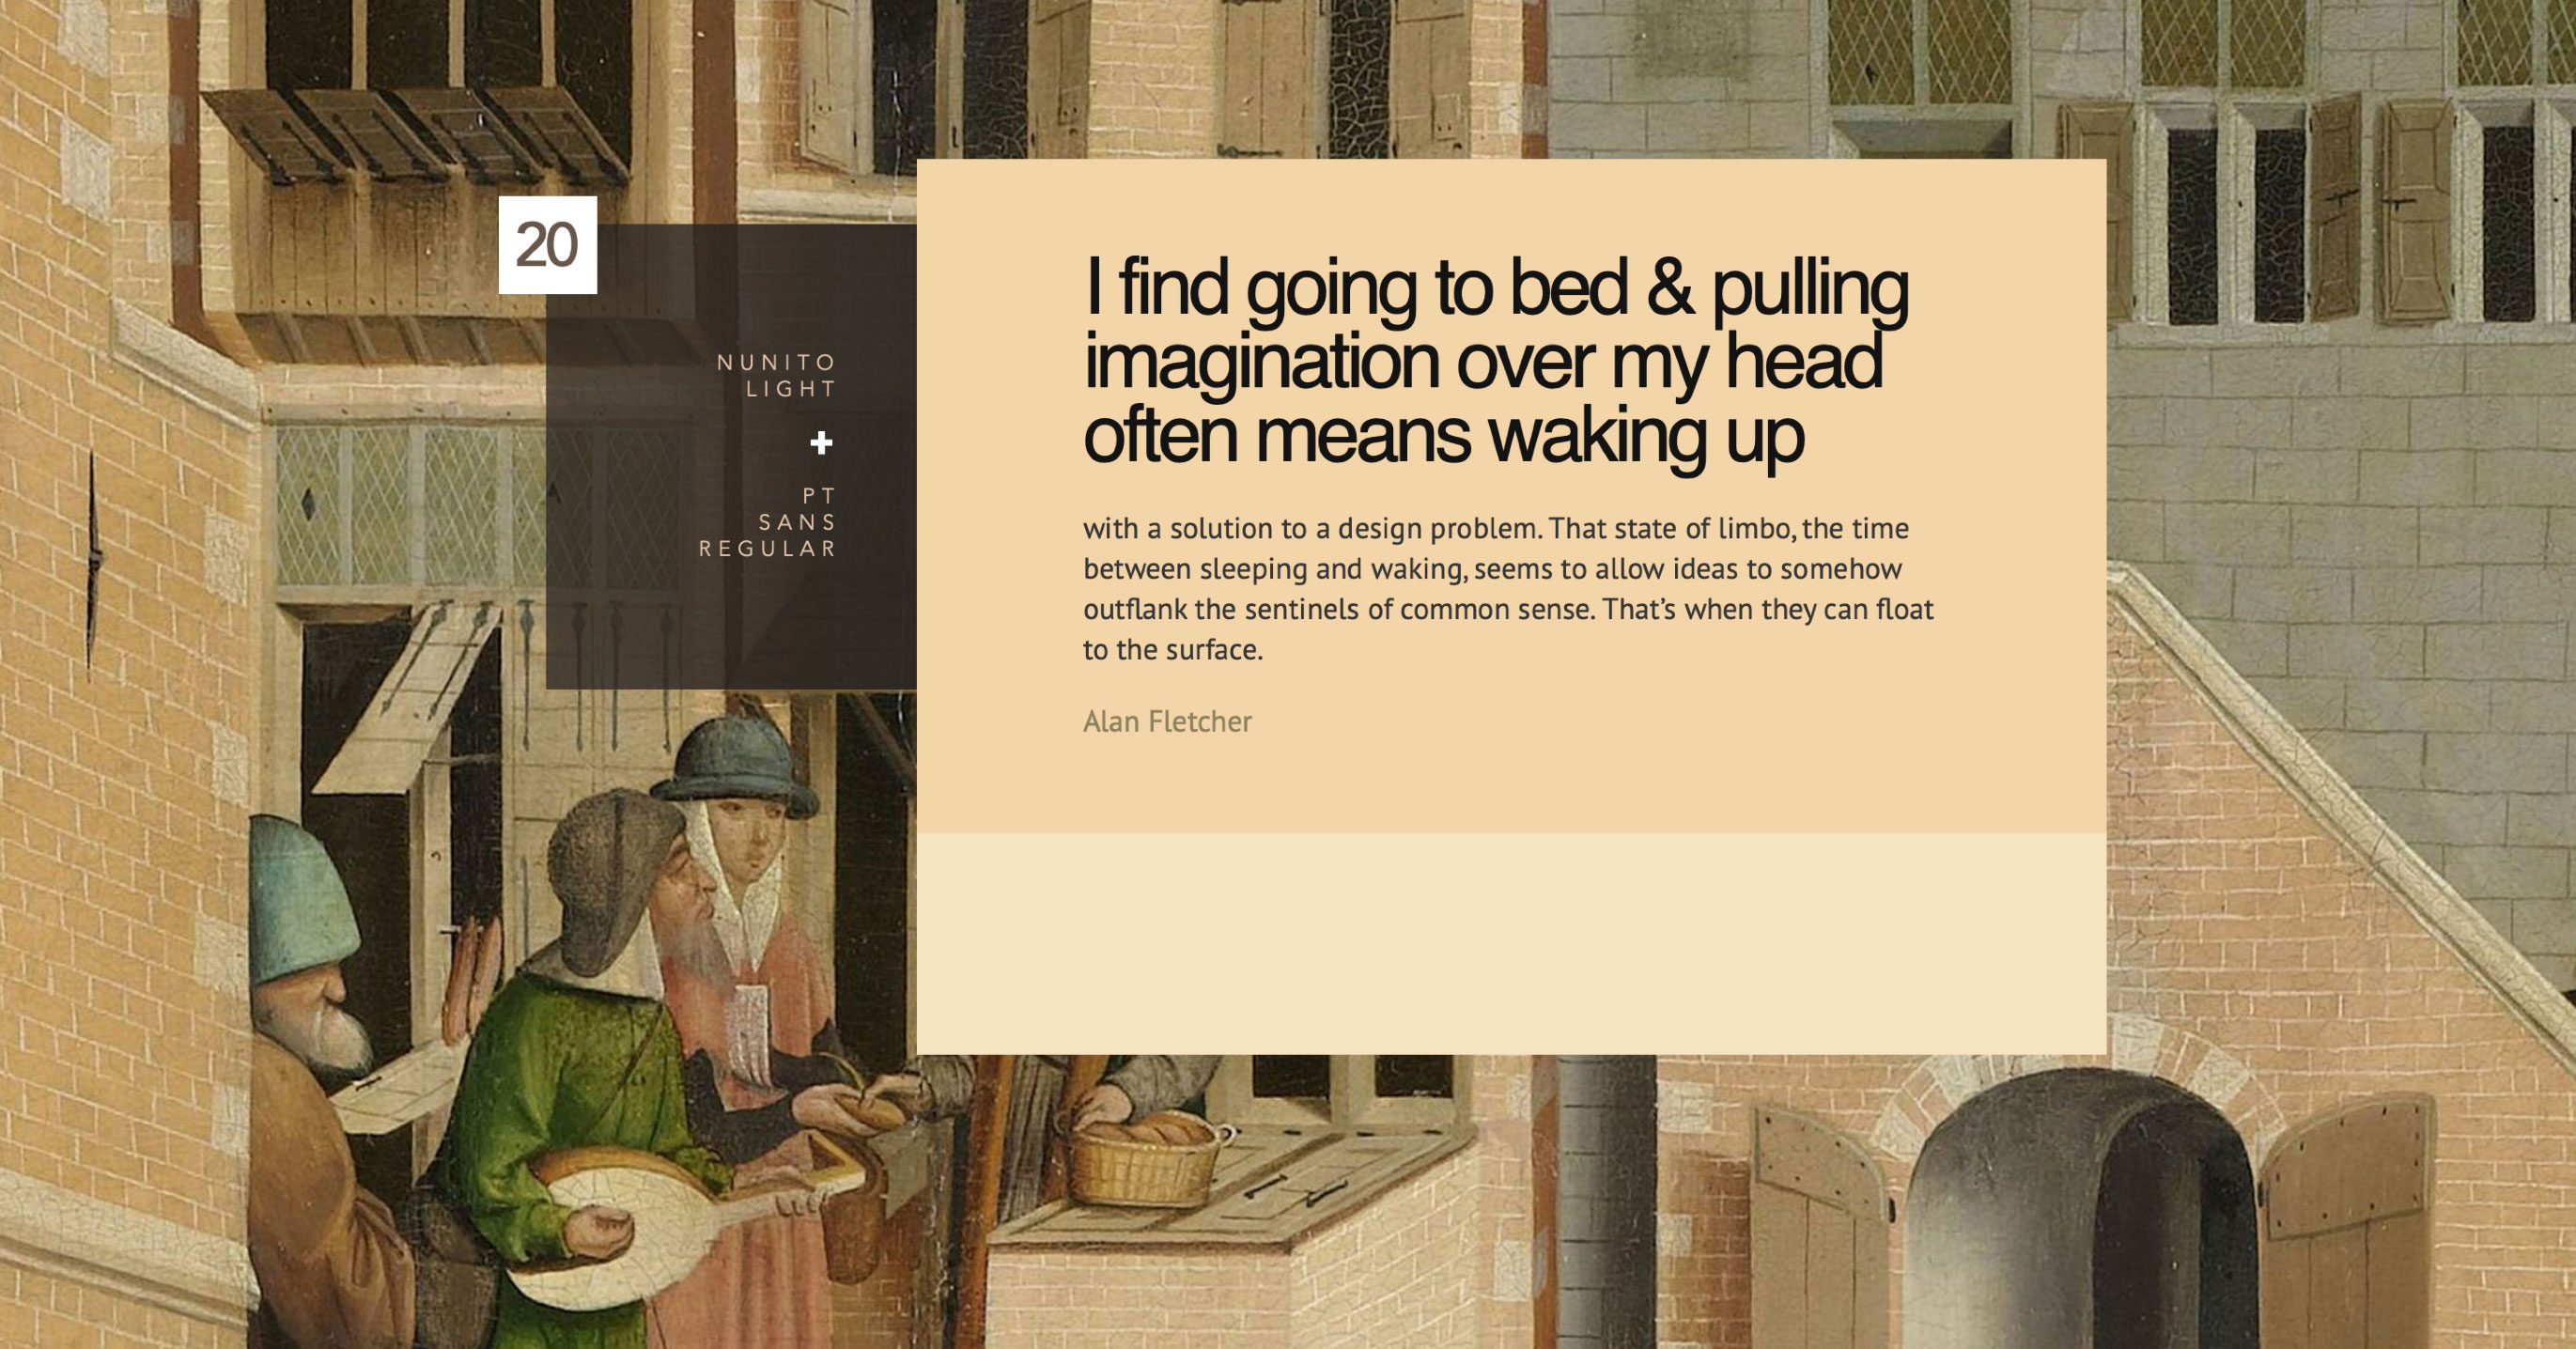 20
NUNITO
LIGHT
+
PT
SANS
REGULAR
I find going to bed & pulling
imagination over my head
often means waking up
with a solution to a design problem. That state of limbo, the time
between sleeping and waking, seems to allow ideas to somehow
outflank the sentinels of common sense. That’s when they can float
to the surface.
Alan Fletcher